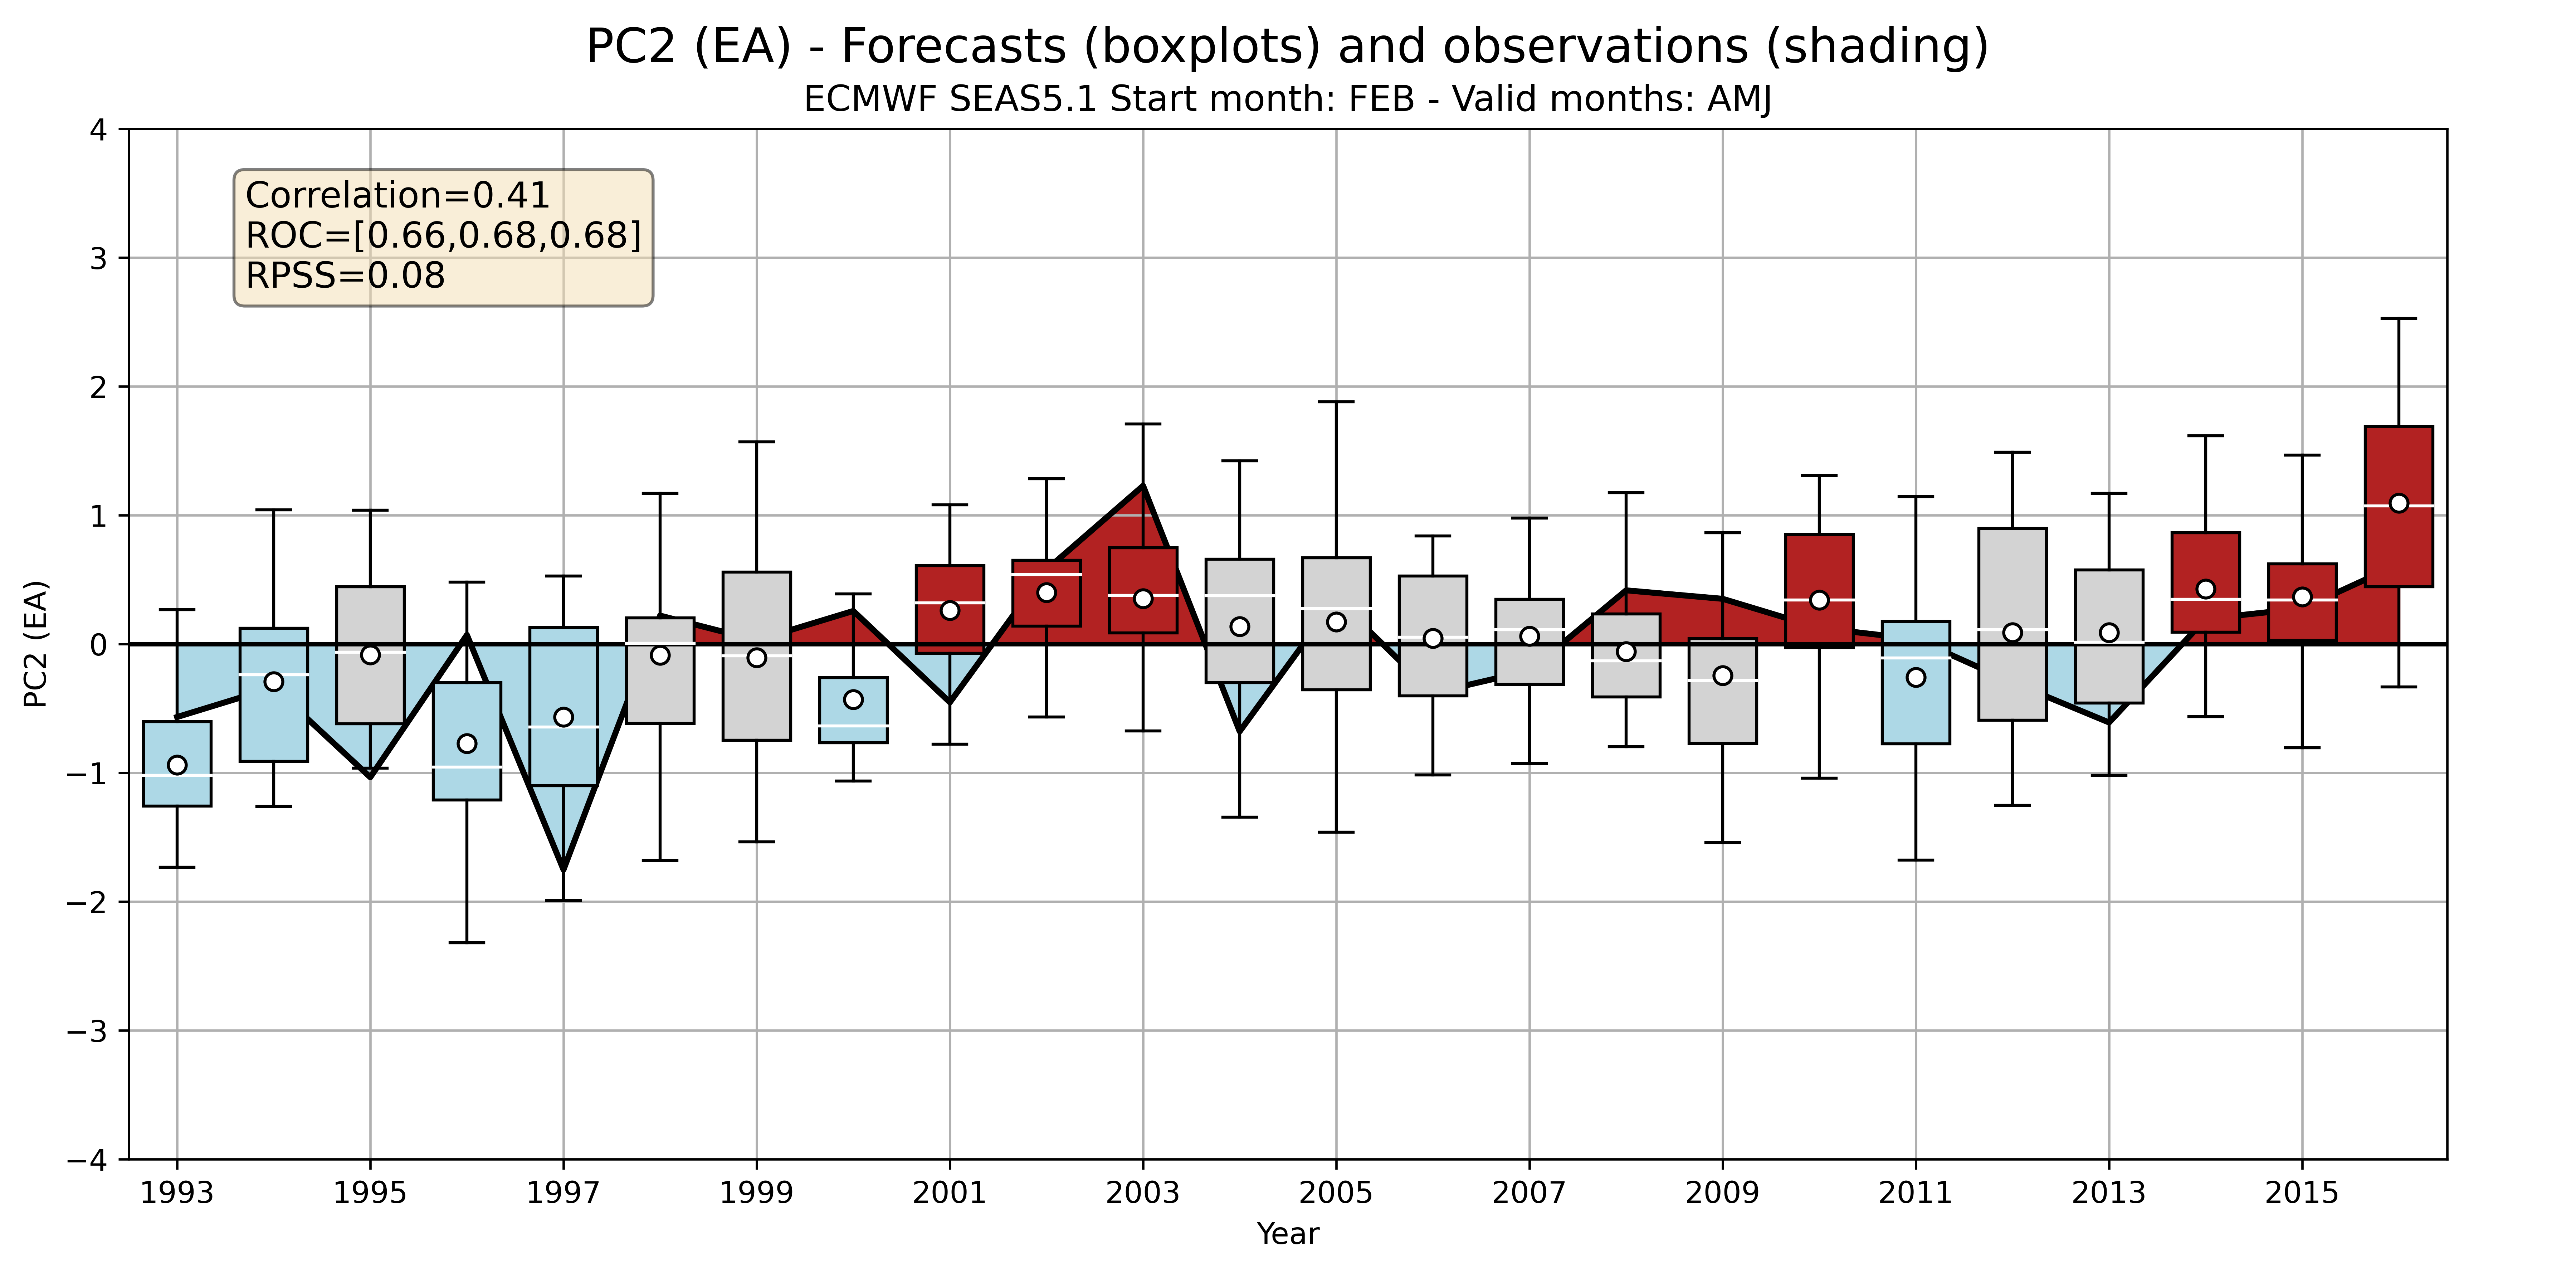 PC2 (EA) - Forecasts (boxplots) and observations (shading)
ECMWF SEAS5.1 Start month: FEB - Valid months: AMJ
Correlation=0.41
ROC=[0.66,0.68,0.68]
RPSS=0.08
PC2 (EA)
4
3
2
1
0
−1
−2
−3
−4
1993 1995 1997 1999 2001 2003 2005 2007 2009 2011 2013 2015
Year